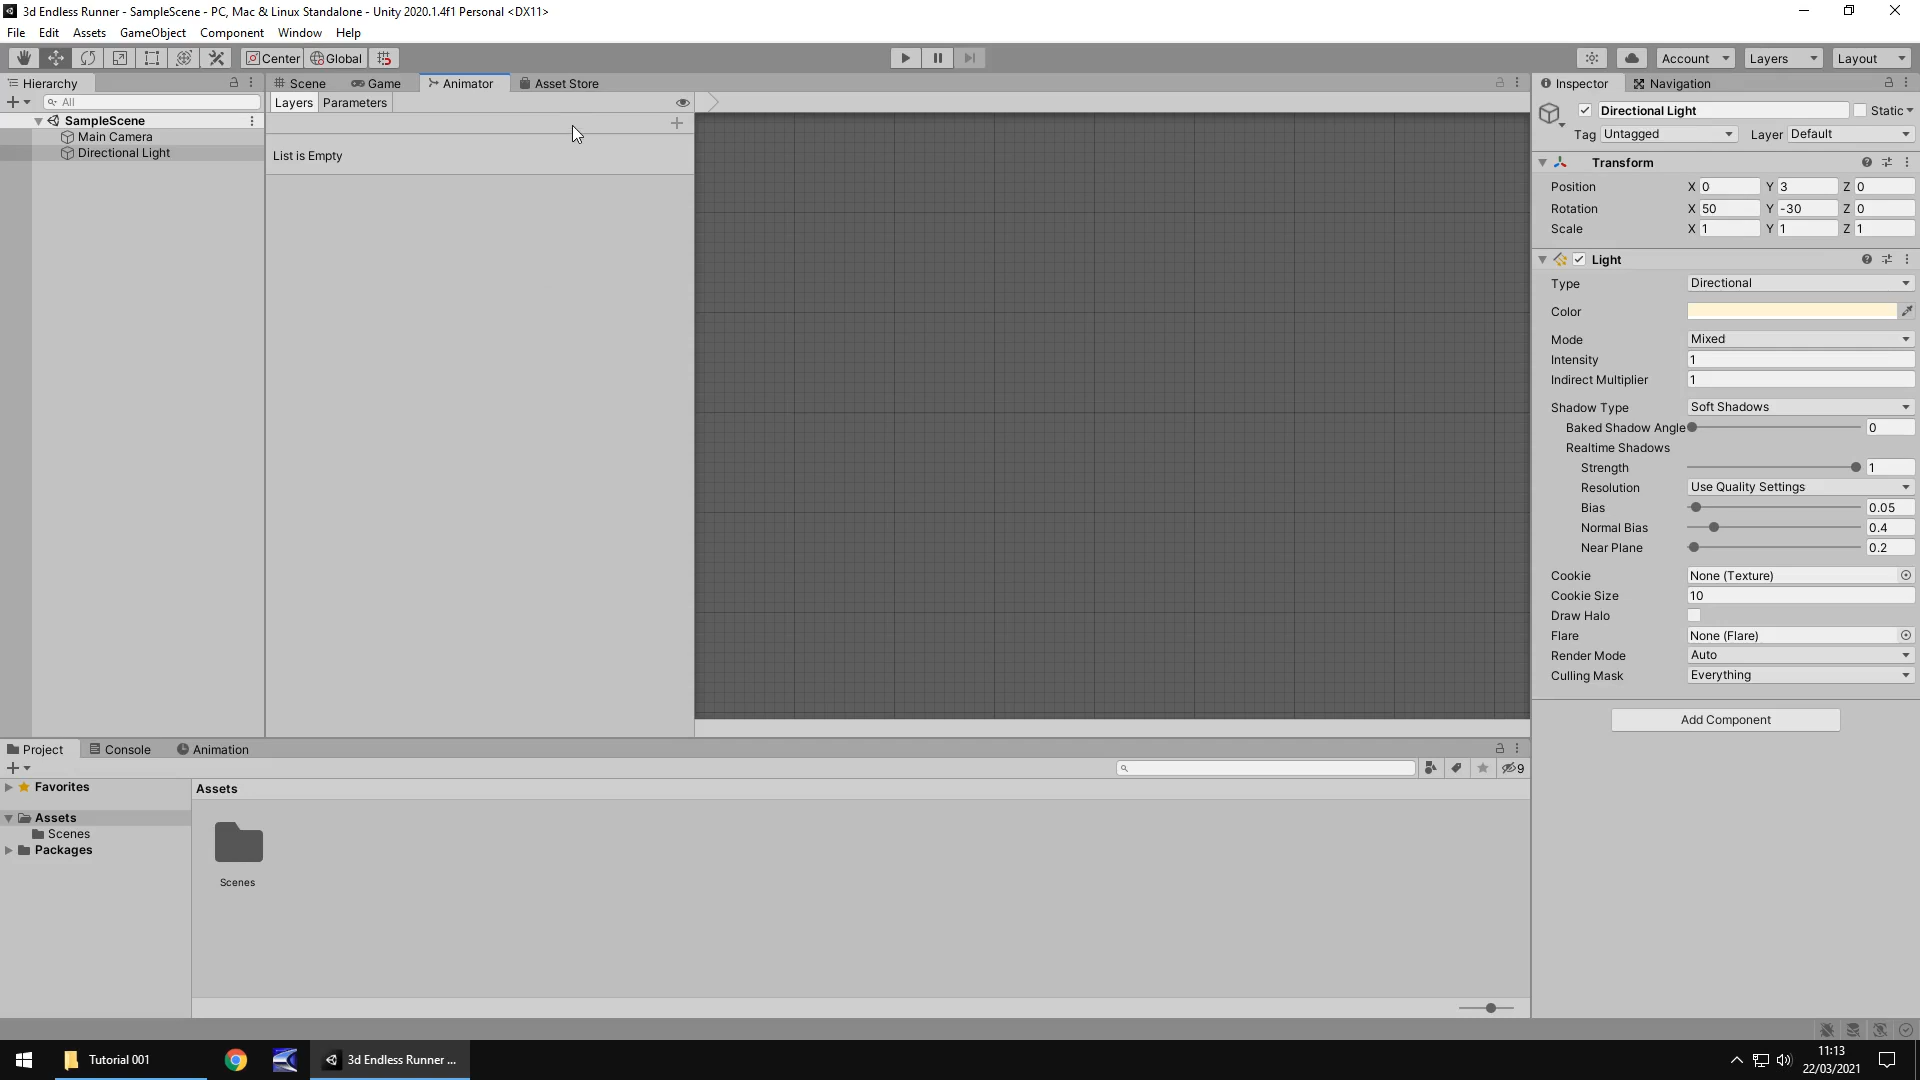 3d Endless Runner - SampleScene - PC, Mac & Linux Standalone - Unity 2020.1.4f1 Personal <DX11>
File Edit Assets GameObject Component Window Help
Center Global Account Layers Layout
Hierarchy
All
SampleScene
Main Camera
Directional Light
Scene Game Animator Asset Store
Layers Parameters
List is Empty
Inspector Navigation
Directional Light Static
Tag Untagged Layer Default
Transform
Position X 0 Y 3 Z 0
Rotation X 50 Y -30 Z 0
Scale X 1 Y 1 Z 1
Light
Type Directional
Color
Mode Mixed
Intensity 1
Indirect Multiplier 1
Shadow Type Soft Shadows
Baked Shadow Angle 0
Realtime Shadows
Strength 1
Resolution Use Quality Settings
Bias 0.05
Normal Bias 0.4
Near Plane 0.2
Cookie None (Texture)
Cookie Size 10
Draw Halo
Flare None (Flare)
Render Mode Auto
Culling Mask Everything
Add Component
Project Console Animation
9
Favorites
Assets
Scenes
Packages
Assets
Scenes
Tutorial 001
3d Endless Runner ...
11:13
22/03/2021